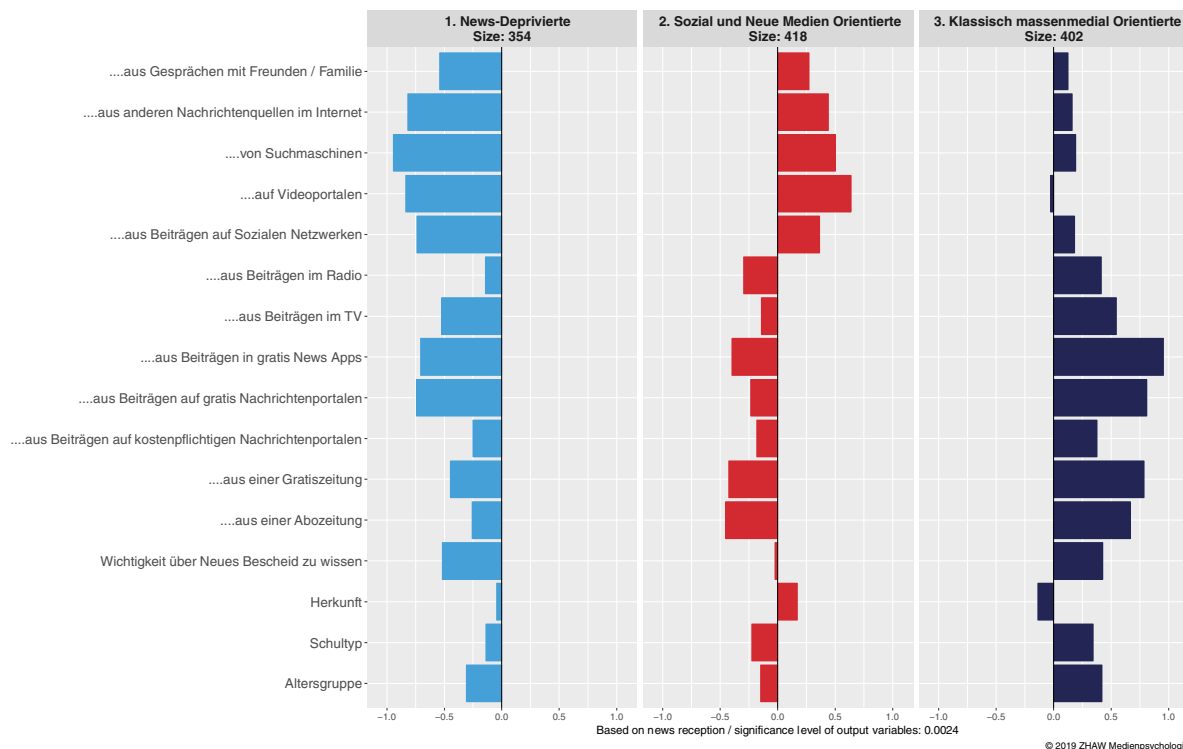 1. News-Deprivierte
Size: 354
2. Sozial und Neue Medien Orientierte
Size: 418
3. Klassisch massenmedial Orientierte
Size: 402
....aus Gesprächen mit Freunden / Familie
....aus anderen Nachrichtenquellen im Internet
....von Suchmaschinen
....auf Videoportalen
....aus Beiträgen auf Sozialen Netzwerken
....aus Beiträgen im Radio
....aus Beiträgen im TV
....aus Beiträgen in gratis News Apps
....aus Beiträgen auf gratis Nachrichtenportalen
....aus Beiträgen auf kostenpflichtigen Nachrichtenportalen
....aus einer Gratiszeitung
....aus einer Abozeitung
Wichtigkeit über Neues Bescheid zu wissen
Herkunft
Schultyp
Altersgruppe
−1.0 −0.5 0.0 0.5 1.0 −1.0 −0.5 0.0 0.5 1.0 −1.0 −0.5 0.0 0.5 1.0
Based on news reception / significance level of output variables: 0.0024
© 2019 ZHAW Medienpsychologi